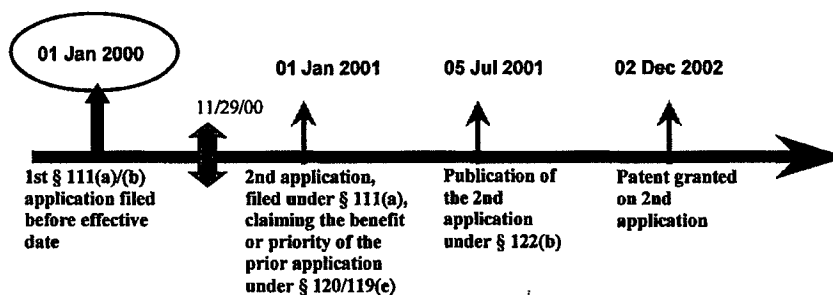 01 Jan 2000
11/29/00
01 Jan 2001
05 Jul 2001
02 Dec 2002
1st § 111(a)/(b)
application filed
before effective
date
2nd application,
filed under § 111(a),
claiming the benefit
or priority of the
prior application
under § 120/119(e)
Publication of
the 2nd
application
under § 122(b)
Patent granted
on 2nd
application